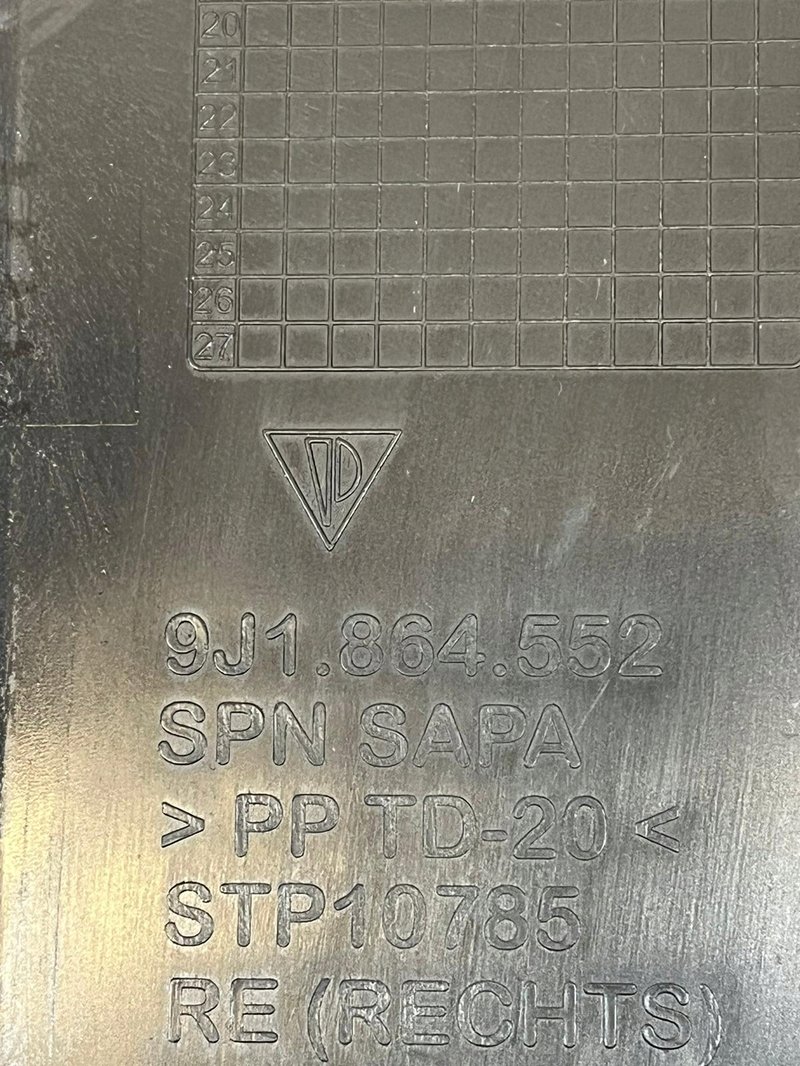 20
21
22
23
24
25
26
27
9J1.864.552
SPN SAPA
> PP TD-20 <
STP10785
RE (RECHTS)